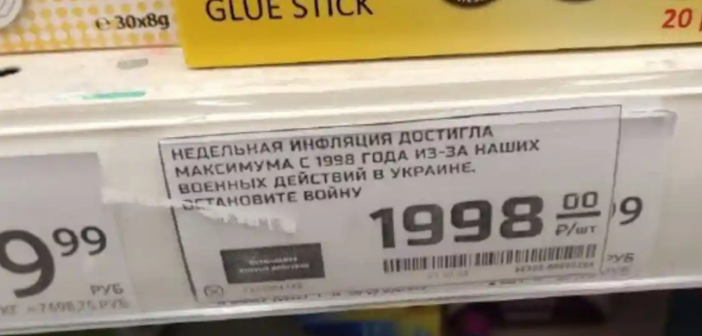 ℮ 30x8g
GLUE STICK
20
НЕДЕЛЬНАЯ ИНФЛЯЦИЯ ДОСТИГЛА
МАКСИМУМА С 1998 ГОДА ИЗ-ЗА НАШИХ
ВОЕННЫХ ДЕЙСТВИЙ В УКРАИНЕ.
ОСТАНОВИТЕ ВОЙНУ
1998 00
₽/шт
9 99
РУБ
9
РУБ